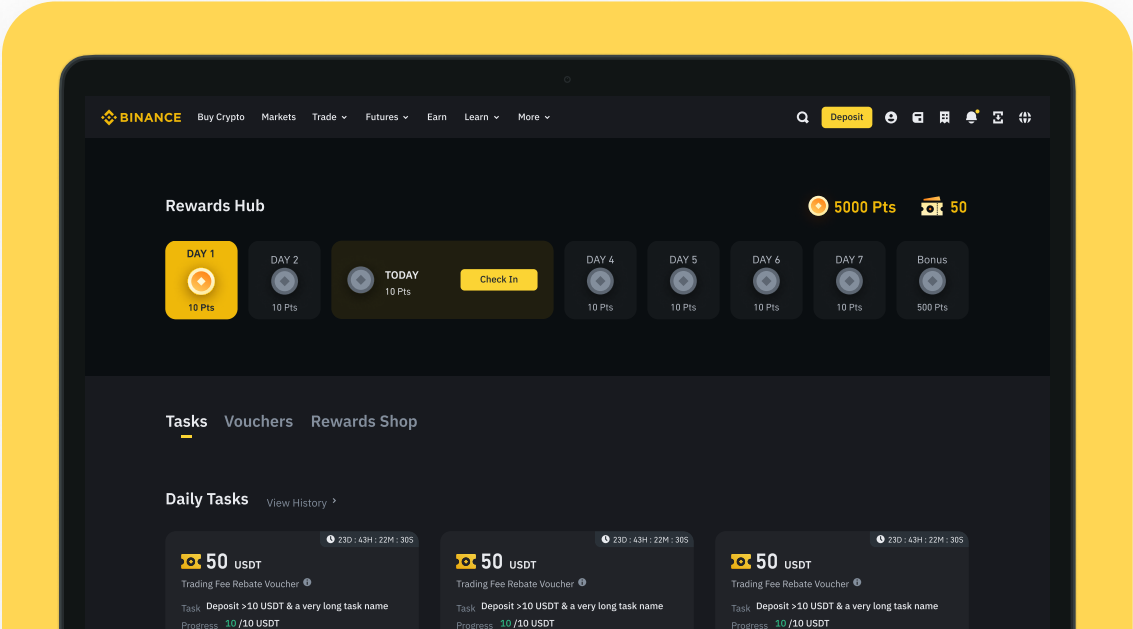 BINANCE Buy Crypto Markets Trade Futures Earn Learn More Deposit
Rewards Hub 5000 Pts 50
DAY 1 DAY 2 TODAY Check In DAY 4 DAY 5 DAY 6 DAY 7 Bonus
10 Pts 10 Pts 10 Pts 10 Pts 10 Pts 10 Pts 10 Pts 500 Pts
Tasks Vouchers Rewards Shop
Daily Tasks View History
23D : 43H : 22M : 30S 23D : 43H : 22M : 30S 23D : 43H : 22M : 30S
50 USDT 50 USDT 50 USDT
Trading Fee Rebate Voucher Trading Fee Rebate Voucher Trading Fee Rebate Voucher
Task Deposit >10 USDT & a very long task name Task Deposit >10 USDT & a very long task name Task Deposit >10 USDT & a very long task name
Progress 10 /10 USDT Progress 10 /10 USDT Progress 10 /10 USDT